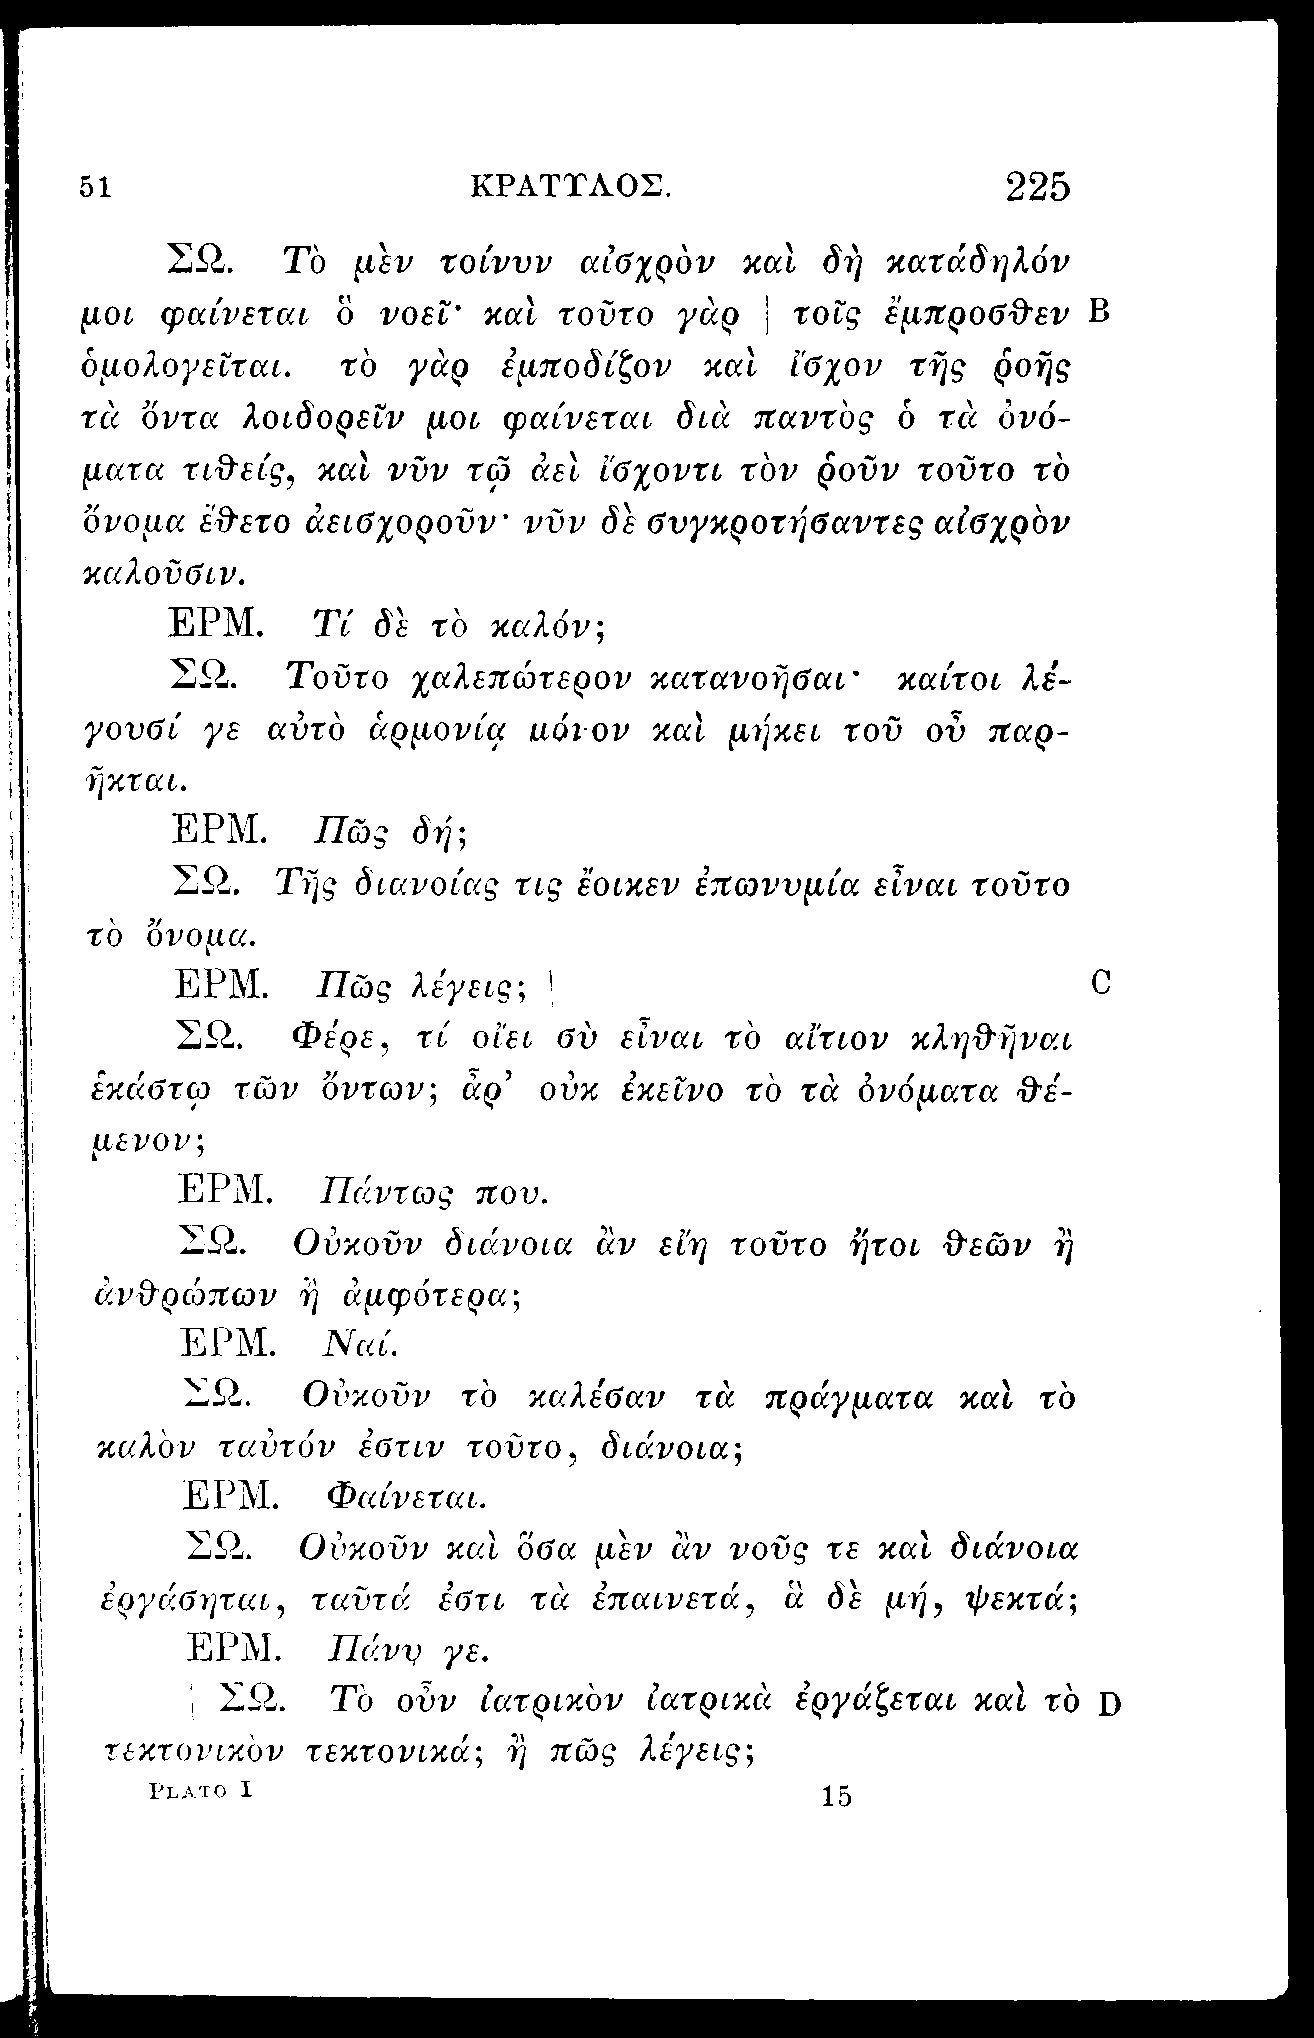 51 ΚΡΑΤΥΛΟΣ. 225
ΣΩ. Τὸ μὲν τοίνυν αἰσχρὸν καὶ δὴ κατάδηλόν
μοι φαίνεται ὃ νοεῖ· καὶ τοῦτο γὰρ | τοῖς ἔμπροσθεν B
ὁμολογεῖται. τὸ γὰρ ἐμποδίζον καὶ ἴσχον τῆς ῥοῆς
τὰ ὄντα λοιδορεῖν μοι φαίνεται διὰ παντὸς ὁ τὰ ὀνό-
ματα τιθείς, καὶ νῦν τῷ ἀεὶ ἴσχοντι τὸν ῥοῦν τοῦτο τὸ
ὄνομα ἔθετο ἀεισχοροῦν· νῦν δὲ συγκροτήσαντες αἰσχρὸν
καλοῦσιν.
ΕΡΜ. Τί δὲ τὸ καλόν;
ΣΩ. Τοῦτο χαλεπώτερον κατανοῆσαι· καίτοι λέ-
γουσί γε αὐτὸ ἁρμονίᾳ μόνον καὶ μήκει τοῦ οὖ παρ-
ῆκται.
ΕΡΜ. Πῶς δή;
ΣΩ. Τῆς διανοίας τις ἔοικεν ἐπωνυμία εἶναι τοῦτο
τὸ ὄνομα.
ΕΡΜ. Πῶς λέγεις; | C
ΣΩ. Φέρε, τί οἴει σὺ εἶναι τὸ αἴτιον κληθῆναι
ἑκάστῳ τῶν ὄντων; ἆρ’ οὐκ ἐκεῖνο τὸ τὰ ὀνόματα θέ-
μενον;
ΕΡΜ. Πάντως που.
ΣΩ. Οὐκοῦν διάνοια ἂν εἴη τοῦτο ἤτοι θεῶν ἢ
ἀνθρώπων ἢ ἀμφότερα;
ΕΡΜ. Ναί.
ΣΩ. Οὐκοῦν τὸ καλέσαν τὰ πράγματα καὶ τὸ
καλὸν ταὐτόν ἐστιν τοῦτο, διάνοια;
ΕΡΜ. Φαίνεται.
ΣΩ. Οὐκοῦν καὶ ὅσα μὲν ἂν νοῦς τε καὶ διάνοια
ἐργάσηται, ταῦτά ἐστι τὰ ἐπαινετά, ἃ δὲ μή, ψεκτά;
ΕΡΜ. Πάνυ γε.
| ΣΩ. Τὸ οὖν ἰατρικὸν ἰατρικὰ ἐργάζεται καὶ τὸ D
τεκτονικὸν τεκτονικά; ἢ πῶς λέγεις;
PLATO I 15